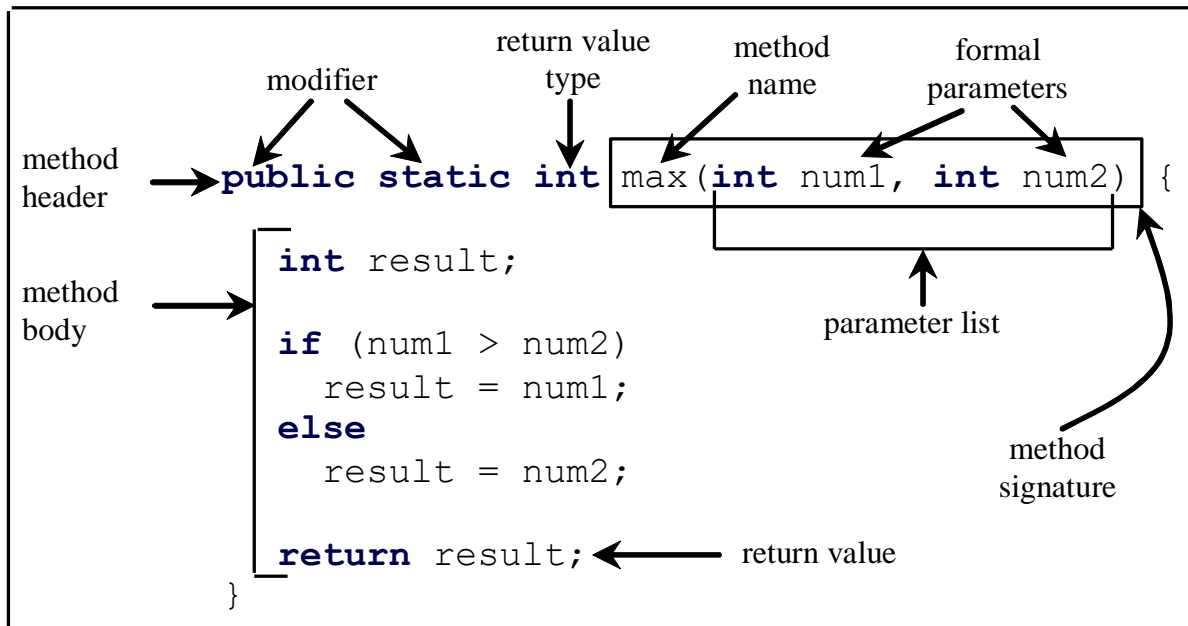 return value
type
method
name
formal
parameters
modifier
method
header
public static int max(int num1, int num2) {
int result;
method
body
parameter list
if (num1 > num2)
result = num1;
else
result = num2;
method
signature
return result;
return value
}